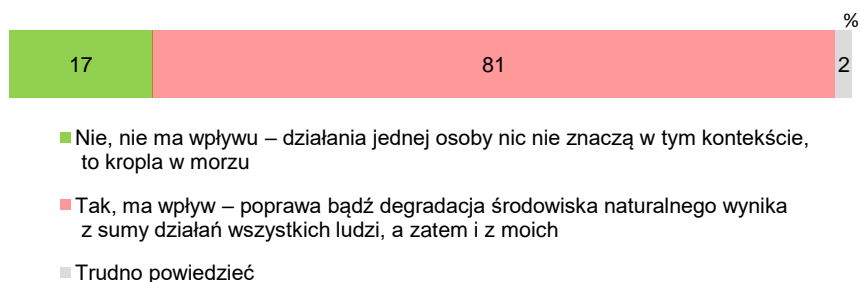 %
17 81 2
Nie, nie ma wpływu – działania jednej osoby nic nie znaczą w tym kontekście,
to kropla w morzu
Tak, ma wpływ – poprawa bądź degradacja środowiska naturalnego wynika
z sumy działań wszystkich ludzi, a zatem i z moich
Trudno powiedzieć